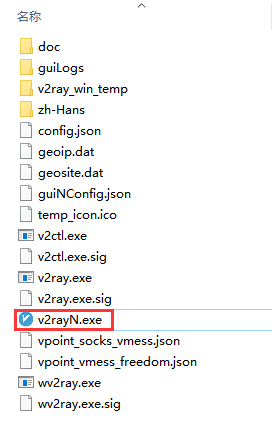 名称
doc
guiLogs
v2ray_win_temp
zh-Hans
config.json
geoip.dat
geosite.dat
guiNConfig.json
temp_icon.ico
v2ctl.exe
v2ctl.exe.sig
v2ray.exe
v2ray.exe.sig
v2rayN.exe
vpoint_socks_vmess.json
vpoint_vmess_freedom.json
wv2ray.exe
wv2ray.exe.sig